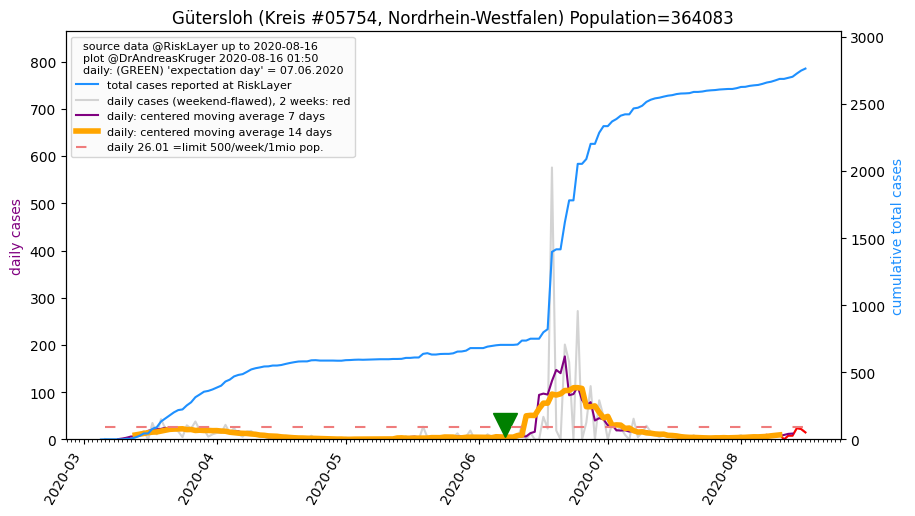 Gütersloh (Kreis #05754, Nordrhein-Westfalen) Population=364083
source data @RiskLayer up to 2020-08-16
plot @DrAndreasKruger 2020-08-16 01:50
daily: (GREEN) 'expectation day' = 07.06.2020
total cases reported at RiskLayer
daily cases (weekend-flawed), 2 weeks: red
daily: centered moving average 7 days
daily: centered moving average 14 days
daily 26.01 =limit 500/week/1mio pop.
daily cases
800
700
600
500
400
300
200
100
0
cumulative total cases
3000
2500
2000
1500
1000
500
0
2020-03
2020-04
2020-05
2020-06
2020-07
2020-08